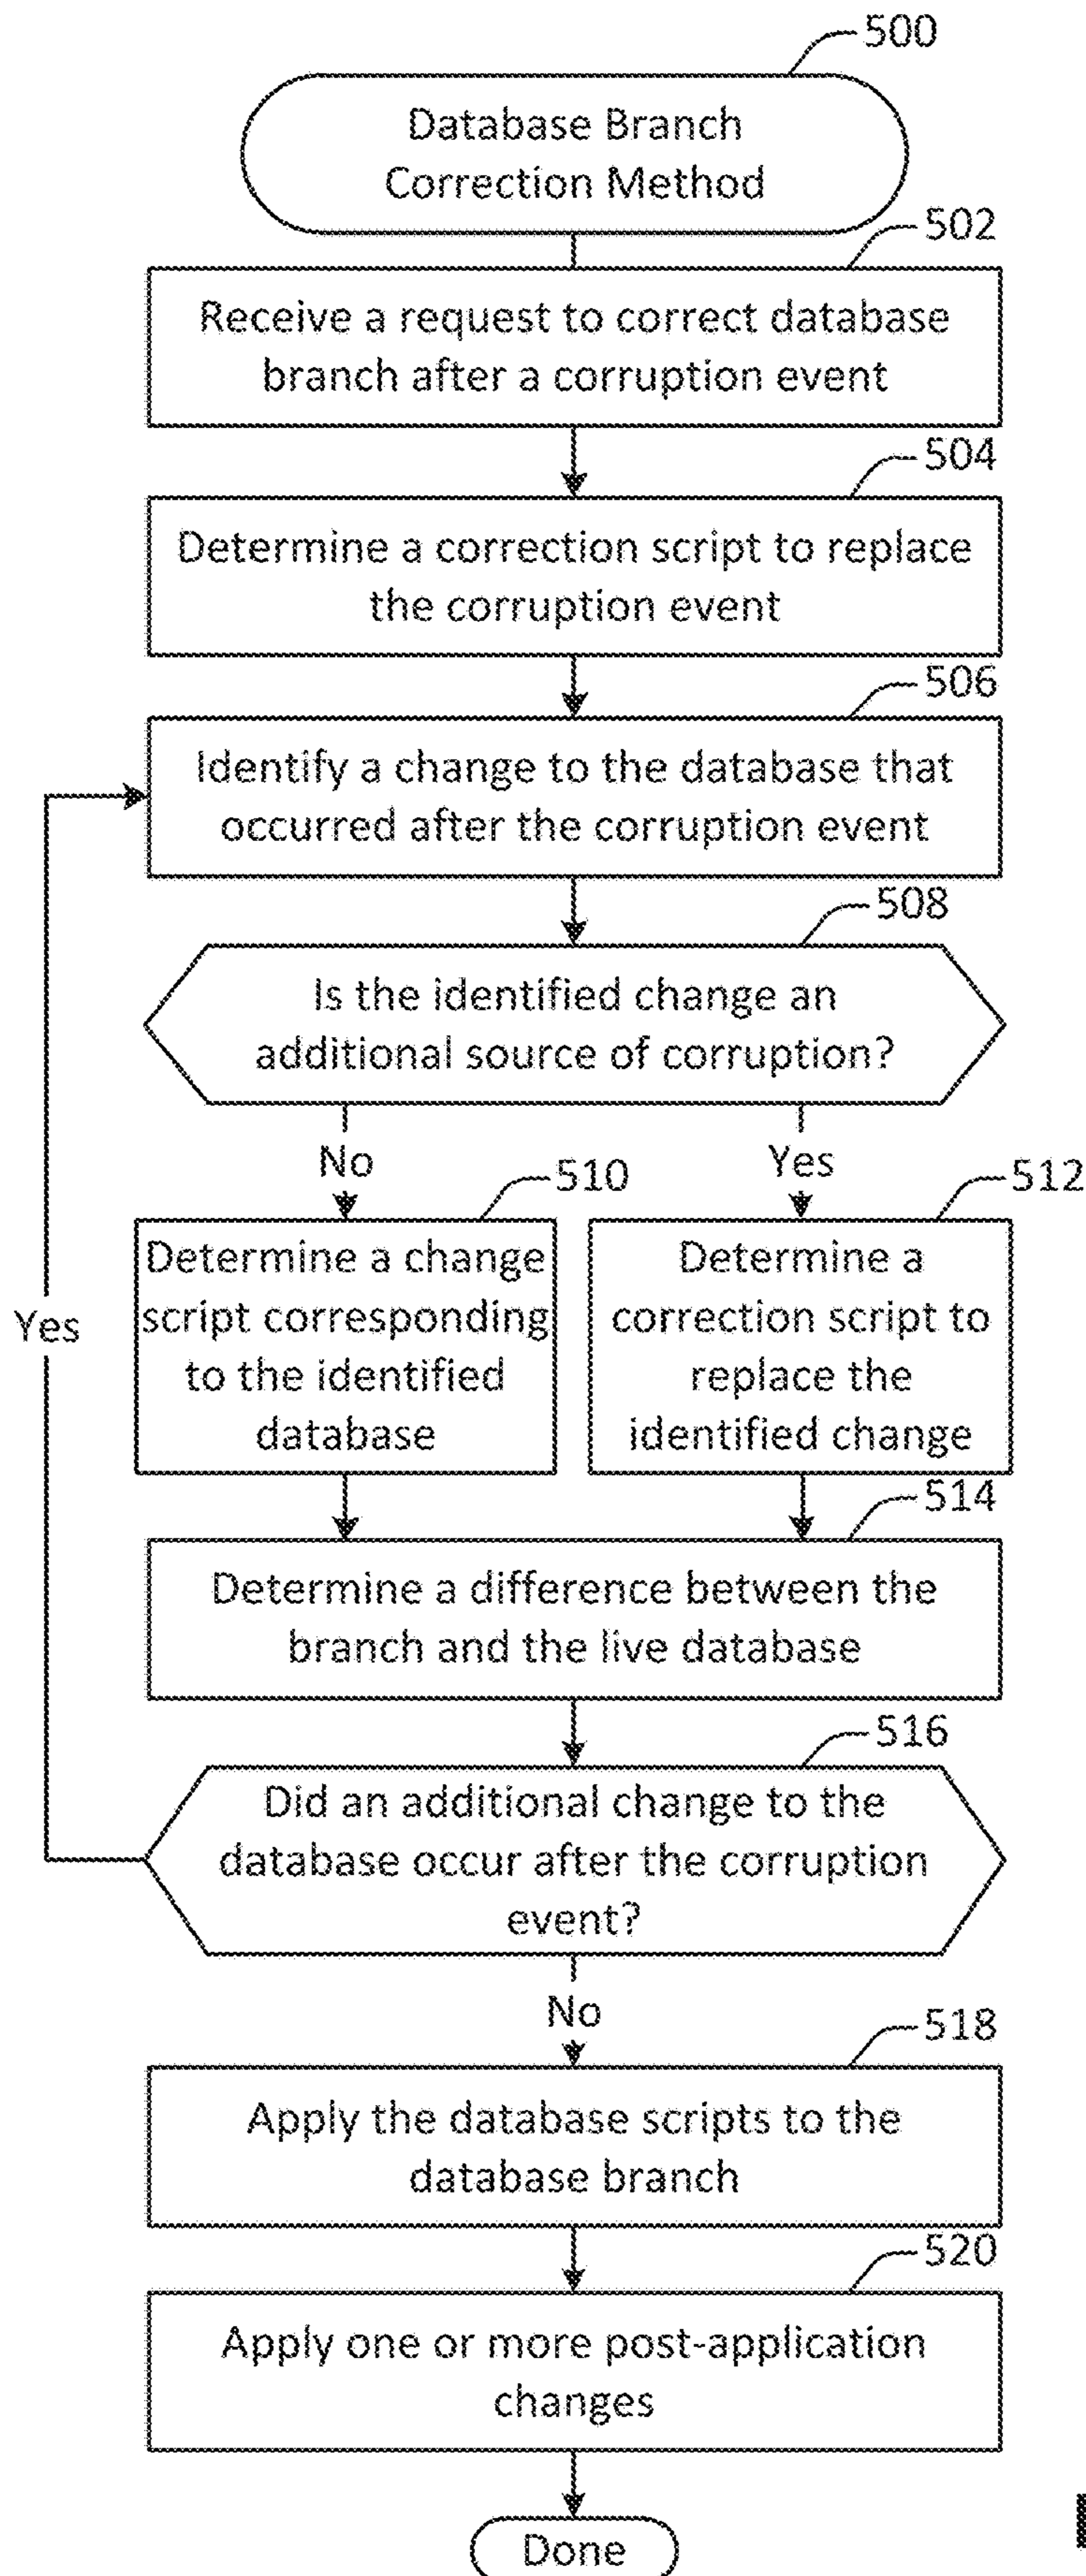 500
Database Branch
Correction Method
502
Receive a request to correct database
branch after a corruption event
504
Determine a correction script to replace
the corruption event
506
Identify a change to the database that
occurred after the corruption event
508
Is the identified change an
additional source of corruption?
No
Yes
510
512
Determine a change
script corresponding
to the identified
database
Determine a
correction script to
replace the
identified change
Yes
514
Determine a difference between the
branch and the live database
516
Did an additional change to the
database occur after the corruption
event?
No
518
Apply the database scripts to the
database branch
520
Apply one or more post-application
changes
Done